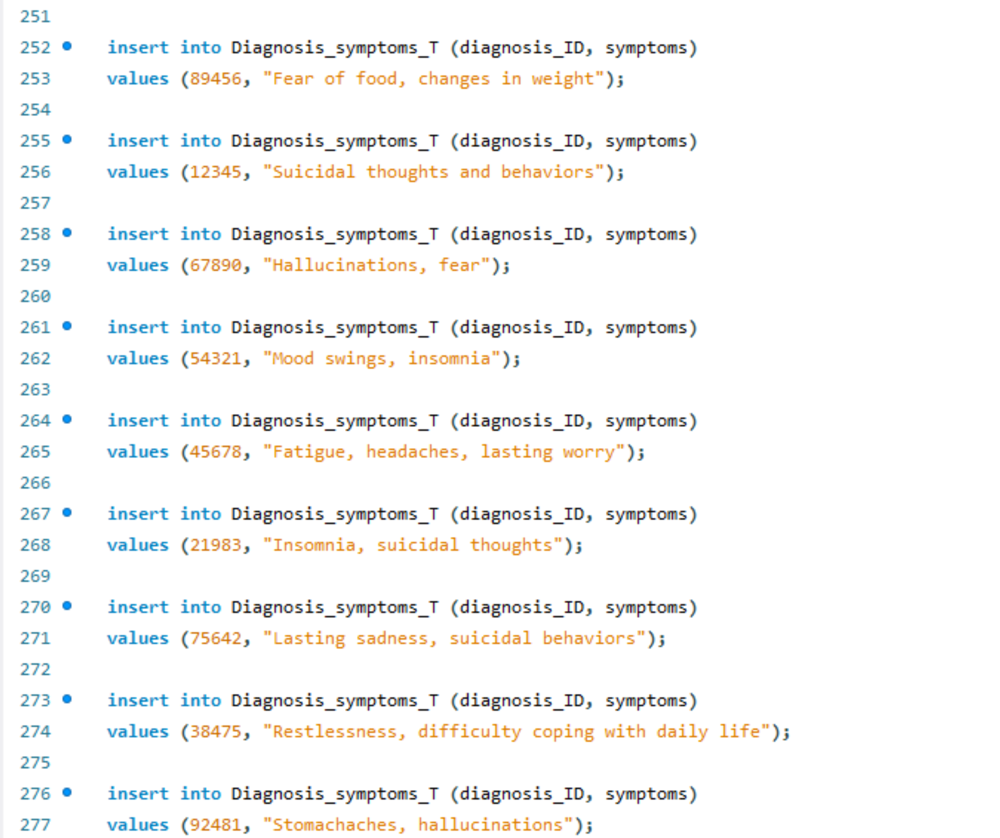 251
252 insert into Diagnosis_symptoms_T (diagnosis_ID, symptoms)
253 values (89456, "Fear of food, changes in weight");
254
255 insert into Diagnosis_symptoms_T (diagnosis_ID, symptoms)
256 values (12345, "Suicidal thoughts and behaviors");
257
258 insert into Diagnosis_symptoms_T (diagnosis_ID, symptoms)
259 values (67890, "Hallucinations, fear");
260
261 insert into Diagnosis_symptoms_T (diagnosis_ID, symptoms)
262 values (54321, "Mood swings, insomnia");
263
264 insert into Diagnosis_symptoms_T (diagnosis_ID, symptoms)
265 values (45678, "Fatigue, headaches, lasting worry");
266
267 insert into Diagnosis_symptoms_T (diagnosis_ID, symptoms)
268 values (21983, "Insomnia, suicidal thoughts");
269
270 insert into Diagnosis_symptoms_T (diagnosis_ID, symptoms)
271 values (75642, "Lasting sadness, suicidal behaviors");
272
273 insert into Diagnosis_symptoms_T (diagnosis_ID, symptoms)
274 values (38475, "Restlessness, difficulty coping with daily life");
275
276 insert into Diagnosis_symptoms_T (diagnosis_ID, symptoms)
277 values (92481, "Stomachaches, hallucinations");